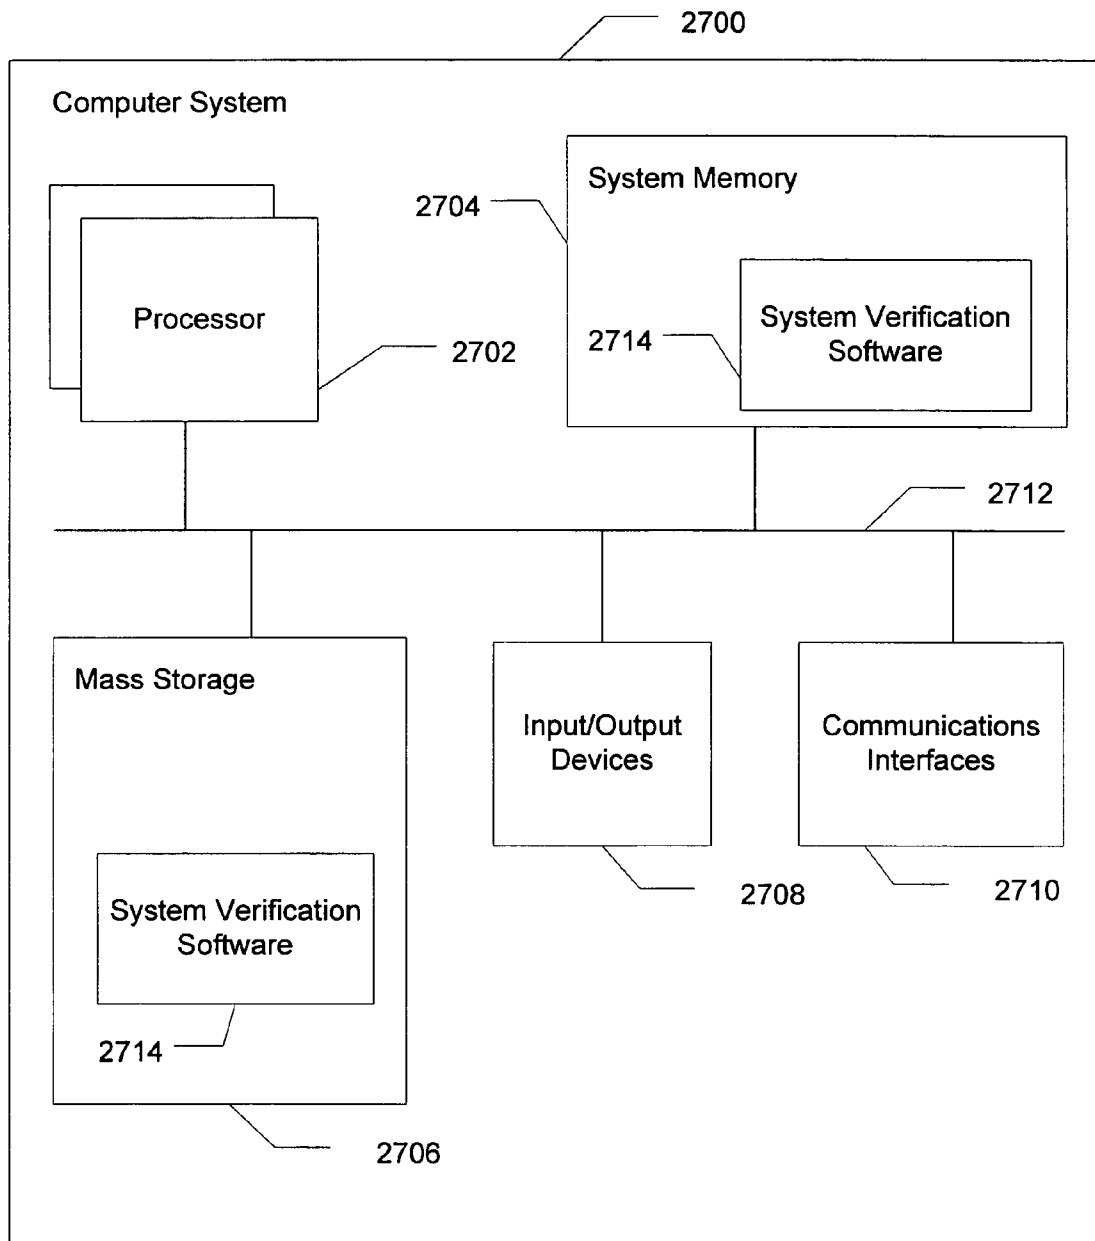 2700
Computer System
System Memory
2704
Processor
System Verification
Software
2714
2702
2712
Mass Storage
Input/Output
Devices
Communications
Interfaces
2708
2710
System Verification
Software
2714
2706